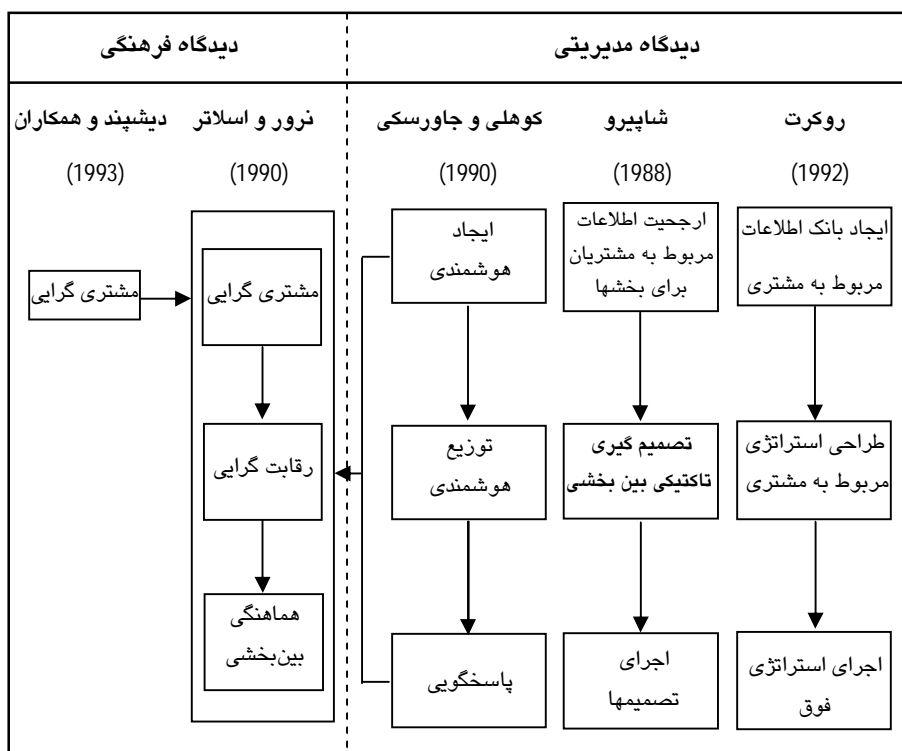 دیدگاه مدیریتی
دیدگاه فرهنگی
روکرت
(1992)
ایجاد بانک اطلاعات
مربوط به مشتری
طراحی استراتژی
مربوط به مشتری
اجرای استراتژی
فوق
شاپیرو
(1988)
ارجحیت اطلاعات
مربوط به مشتریان
برای بخشها
تصمیم گیری
تاکتیکی بین بخشی
اجرای
تصمیمها
کوهلی و جاورسکی
(1990)
ایجاد
هوشمندی
توزیع
هوشمندی
پاسخگویی
نرور و اسلاتر
(1990)
مشتری گرایی
رقابت گرایی
هماهنگی
بین‌بخشی
دیشپند و همکاران
(1993)
مشتری گرایی